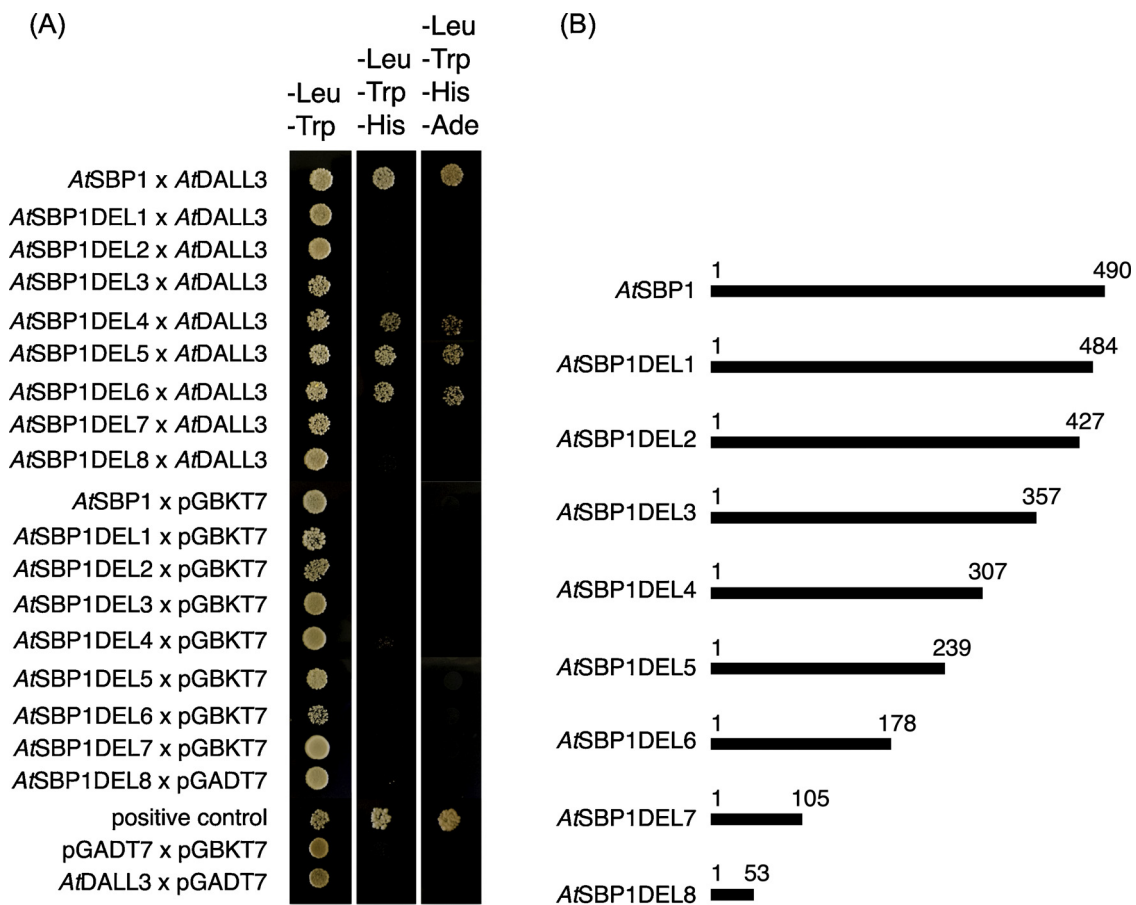 (A)
-Leu
-Trp
-Leu
-Trp
-His
-Leu
-Trp
-His
-Ade
AtSBP1 x AtDALL3
AtSBP1DEL1 x AtDALL3
AtSBP1DEL2 x AtDALL3
AtSBP1DEL3 x AtDALL3
AtSBP1DEL4 x AtDALL3
AtSBP1DEL5 x AtDALL3
AtSBP1DEL6 x AtDALL3
AtSBP1DEL7 x AtDALL3
AtSBP1DEL8 x AtDALL3
AtSBP1 x pGBKT7
AtSBP1DEL1 x pGBKT7
AtSBP1DEL2 x pGBKT7
AtSBP1DEL3 x pGBKT7
AtSBP1DEL4 x pGBKT7
AtSBP1DEL5 x pGBKT7
AtSBP1DEL6 x pGBKT7
AtSBP1DEL7 x pGBKT7
AtSBP1DEL8 x pGADT7
positive control
pGADT7 x pGBKT7
AtDALL3 x pGADT7
(B)
1 490
AtSBP1
1 484
AtSBP1DEL1
1 427
AtSBP1DEL2
1 357
AtSBP1DEL3
1 307
AtSBP1DEL4
1 239
AtSBP1DEL5
1 178
AtSBP1DEL6
1 105
AtSBP1DEL7
1 53
AtSBP1DEL8